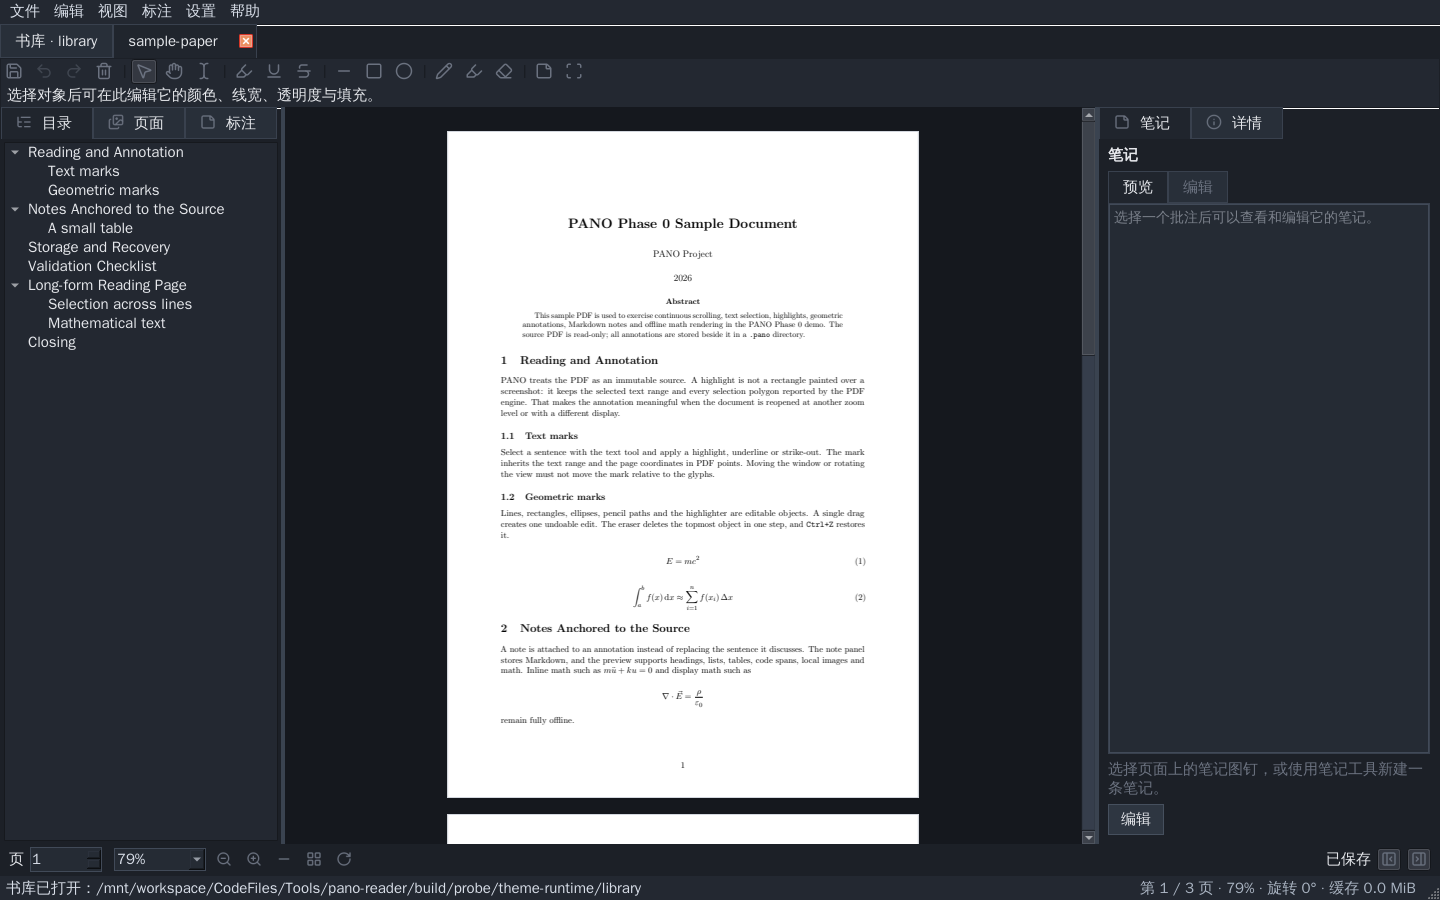 文件 编辑 视图 标注 设置 帮助
书库 · library sample-paper
选择对象后可在此编辑它的颜色、线宽、透明度与填充。
目录 页面 标注
Reading and Annotation
Text marks
Geometric marks
Notes Anchored to the Source
A small table
Storage and Recovery
Validation Checklist
Long-form Reading Page
Selection across lines
Mathematical text
Closing
PANO Phase 0 Sample Document
PANO Project
2026
Abstract
This sample PDF is used to exercise continuous scrolling, text selection, highlights, geometric
annotations, Markdown notes and offline math rendering in the PANO Phase 0 demo. The
source PDF is read-only; all annotations are stored beside it in a .pano directory.
1 Reading and Annotation
PANO treats the PDF as an immutable source. A highlight is not a rectangle painted over a
screenshot: it keeps the selected text range and every selection polygon reported by the PDF
engine. That makes the annotation meaningful when the document is reopened at another zoom
level or with a different display.
1.1 Text marks
Select a sentence with the text tool and apply a highlight, underline or strike-out. The mark
inherits the text range and the page coordinates in PDF points. Moving the window or rotating
the view must not move the mark relative to the glyphs.
1.2 Geometric marks
Lines, rectangles, ellipses, pencil paths and the highlighter are editable objects. A single drag
creates one undoable edit. The eraser deletes the topmost object in one step, and Ctrl+Z restores
it.
E = mc² (1)
∫ₐᵇ f(x) dx ≈ ∑ᵢ₌₁ⁿ f(xᵢ) Δx (2)
2 Notes Anchored to the Source
A note is attached to an annotation instead of replacing the sentence it discusses. The note panel
stores Markdown, and the preview supports headings, lists, tables, code spans, local images and
math. Inline math such as mü + ku = 0 and display math such as
∇ · E⃗ = ρ/ε₀
remain fully offline.
1
笔记 详情
笔记
预览 编辑
选择一个批注后可以查看和编辑它的笔记。
选择页面上的笔记图钉，或使用笔记工具新建一
条笔记。
编辑
页 1 79% 已保存
书库已打开：/mnt/workspace/CodeFiles/Tools/pano-reader/build/probe/theme-runtime/library 第 1 / 3 页 · 79% · 旋转 0° · 缓存 0.0 MiB